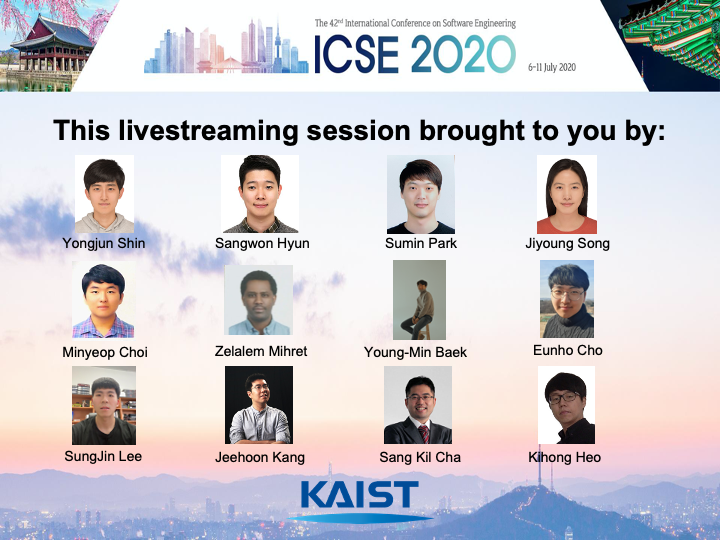 The 42nd International Conference on Software Engineering
ICSE 2020
6-11 July 2020
This livestreaming session brought to you by:
Yongjun Shin
Sangwon Hyun
Sumin Park
Jiyoung Song
Minyeop Choi
Zelalem Mihret
Young-Min Baek
Eunho Cho
SungJin Lee
Jeehoon Kang
Sang Kil Cha
Kihong Heo
KAIST